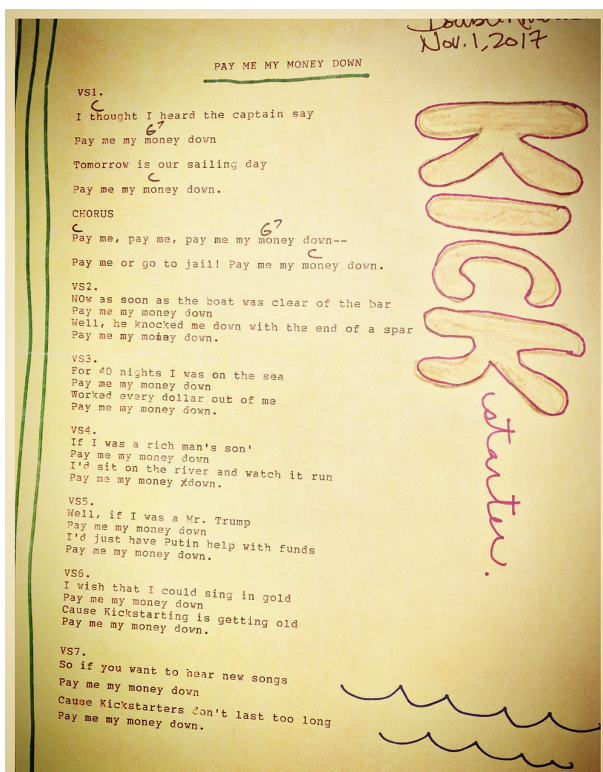 Nov. 1, 2017
PAY ME MY MONEY DOWN
VS1.
C
I thought I heard the captain say
G7
Pay me my money down
Tomorrow is our sailing day
C
Pay me my money down.
CHORUS
C G7
Pay me, pay me, pay me my money down--
C
Pay me or go to jail! Pay me my money down.
VS2.
NOw as soon as the boat was clear of the bar
Pay me my money down
Well, he knocked me down with the end of a spar
Pay me my money down.
VS3.
For 40 nights I was on the sea
Pay me my money down
Worked every dollar out of me
Pay me my money down.
VS4.
If I was a rich man's son'
Pay me my money down
I'd sit on the river and watch it run
Pay me my money down.
VS5.
Well, if I was a Mr. Trump
Pay me my money down
I'd just have Putin help with funds
Pay me my money down.
VS6.
I wish that I could sing in gold
Pay me my money down
Cause Kickstarting is getting old
Pay me my money down.
VS7.
So if you want to hear new songs
Pay me my money down
Cause Kickstarters don't last too long
Pay me my money down.
KICK
starter.